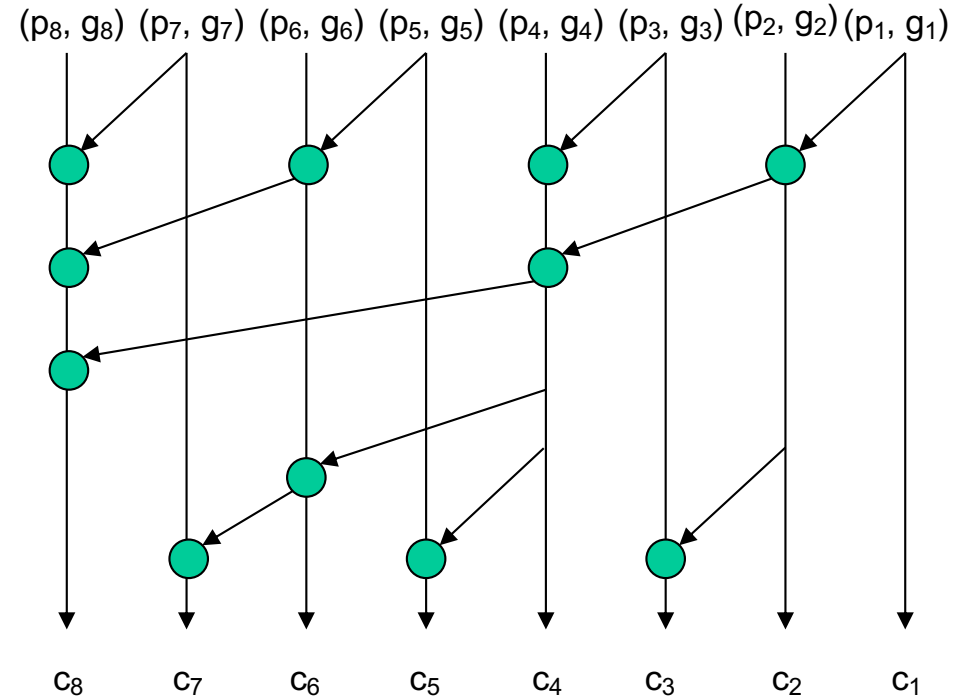 (p₈, g₈) (p₇, g₇) (p₆, g₆) (p₅, g₅) (p₄, g₄) (p₃, g₃) (p₂, g₂) (p₁, g₁)
c₈ c₇ c₆ c₅ c₄ c₃ c₂ c₁